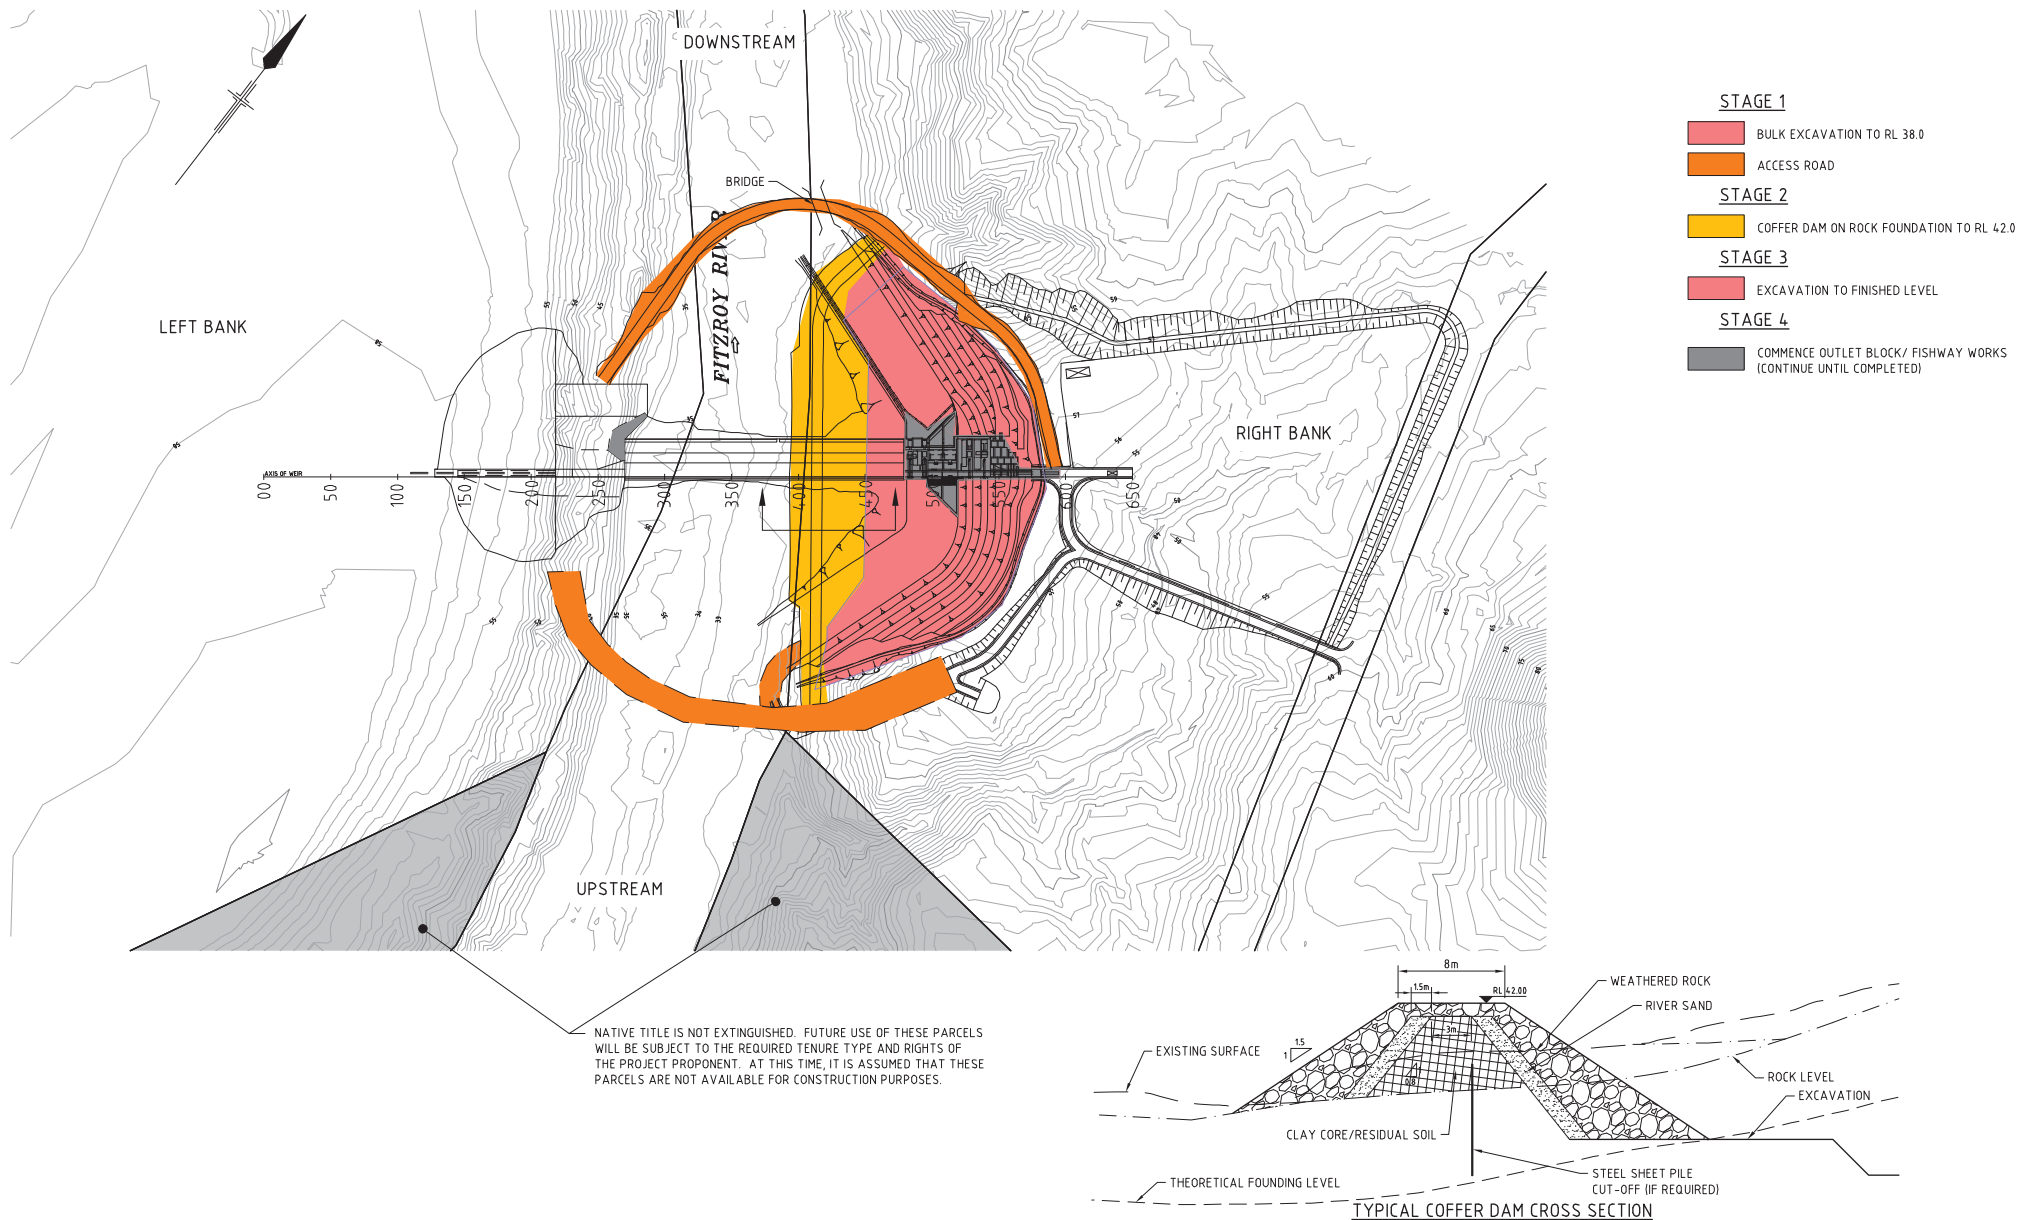 DOWNSTREAM
BRIDGE
FITZROY RIVER
LEFT BANK
RIGHT BANK
UPSTREAM
AXIS OF WEIR
00
50
100
150
200
250
300
350
400
450
550
600
650
STAGE 1
BULK EXCAVATION TO RL 38.0
ACCESS ROAD
STAGE 2
COFFER DAM ON ROCK FOUNDATION TO RL 42.0
STAGE 3
EXCAVATION TO FINISHED LEVEL
STAGE 4
COMMENCE OUTLET BLOCK/ FISHWAY WORKS
(CONTINUE UNTIL COMPLETED)
NATIVE TITLE IS NOT EXTINGUISHED. FUTURE USE OF THESE PARCELS
WILL BE SUBJECT TO THE REQUIRED TENURE TYPE AND RIGHTS OF
THE PROJECT PROPONENT. AT THIS TIME, IT IS ASSUMED THAT THESE
PARCELS ARE NOT AVAILABLE FOR CONSTRUCTION PURPOSES.
8m
1.5m
RL 42.00
3m
1.5
1
0.8
WEATHERED ROCK
RIVER SAND
EXISTING SURFACE
ROCK LEVEL
EXCAVATION
CLAY CORE/RESIDUAL SOIL
STEEL SHEET PILE
CUT-OFF (IF REQUIRED)
THEORETICAL FOUNDING LEVEL
TYPICAL COFFER DAM CROSS SECTION